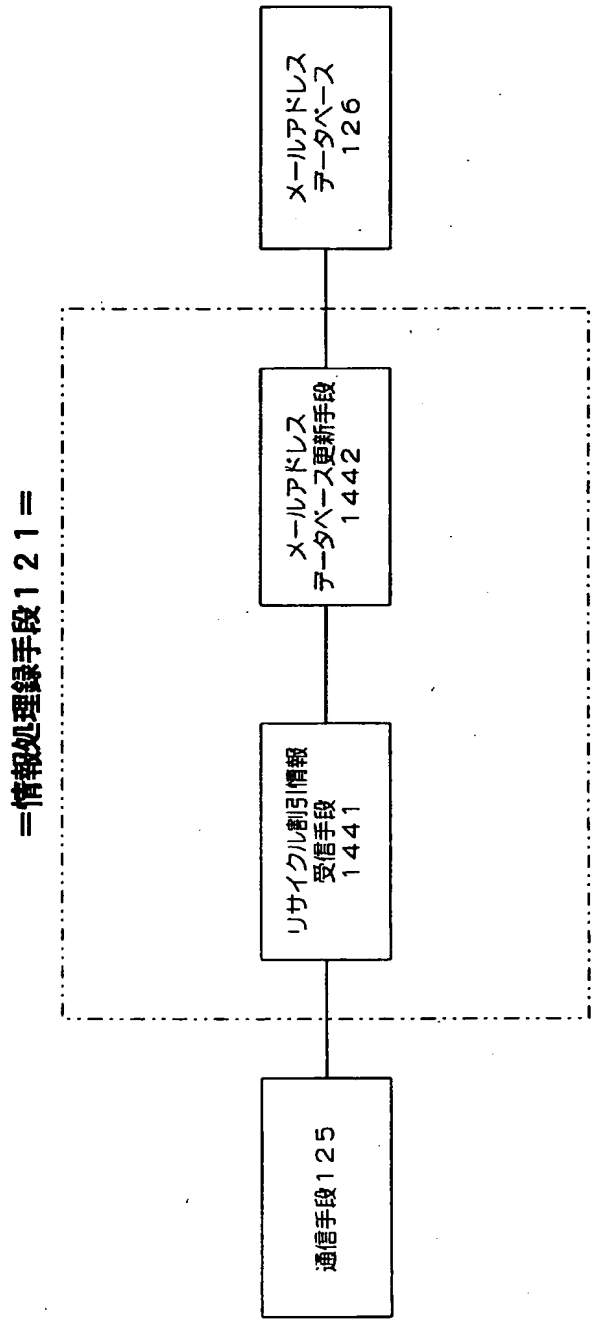 ＝情報処理録手段１２１＝
通信手段１２５
リサイクル割引情報
受信手段
１４４１
メールアドレス
データベース更新手段
１４４２
メールアドレス
データベース
１２６